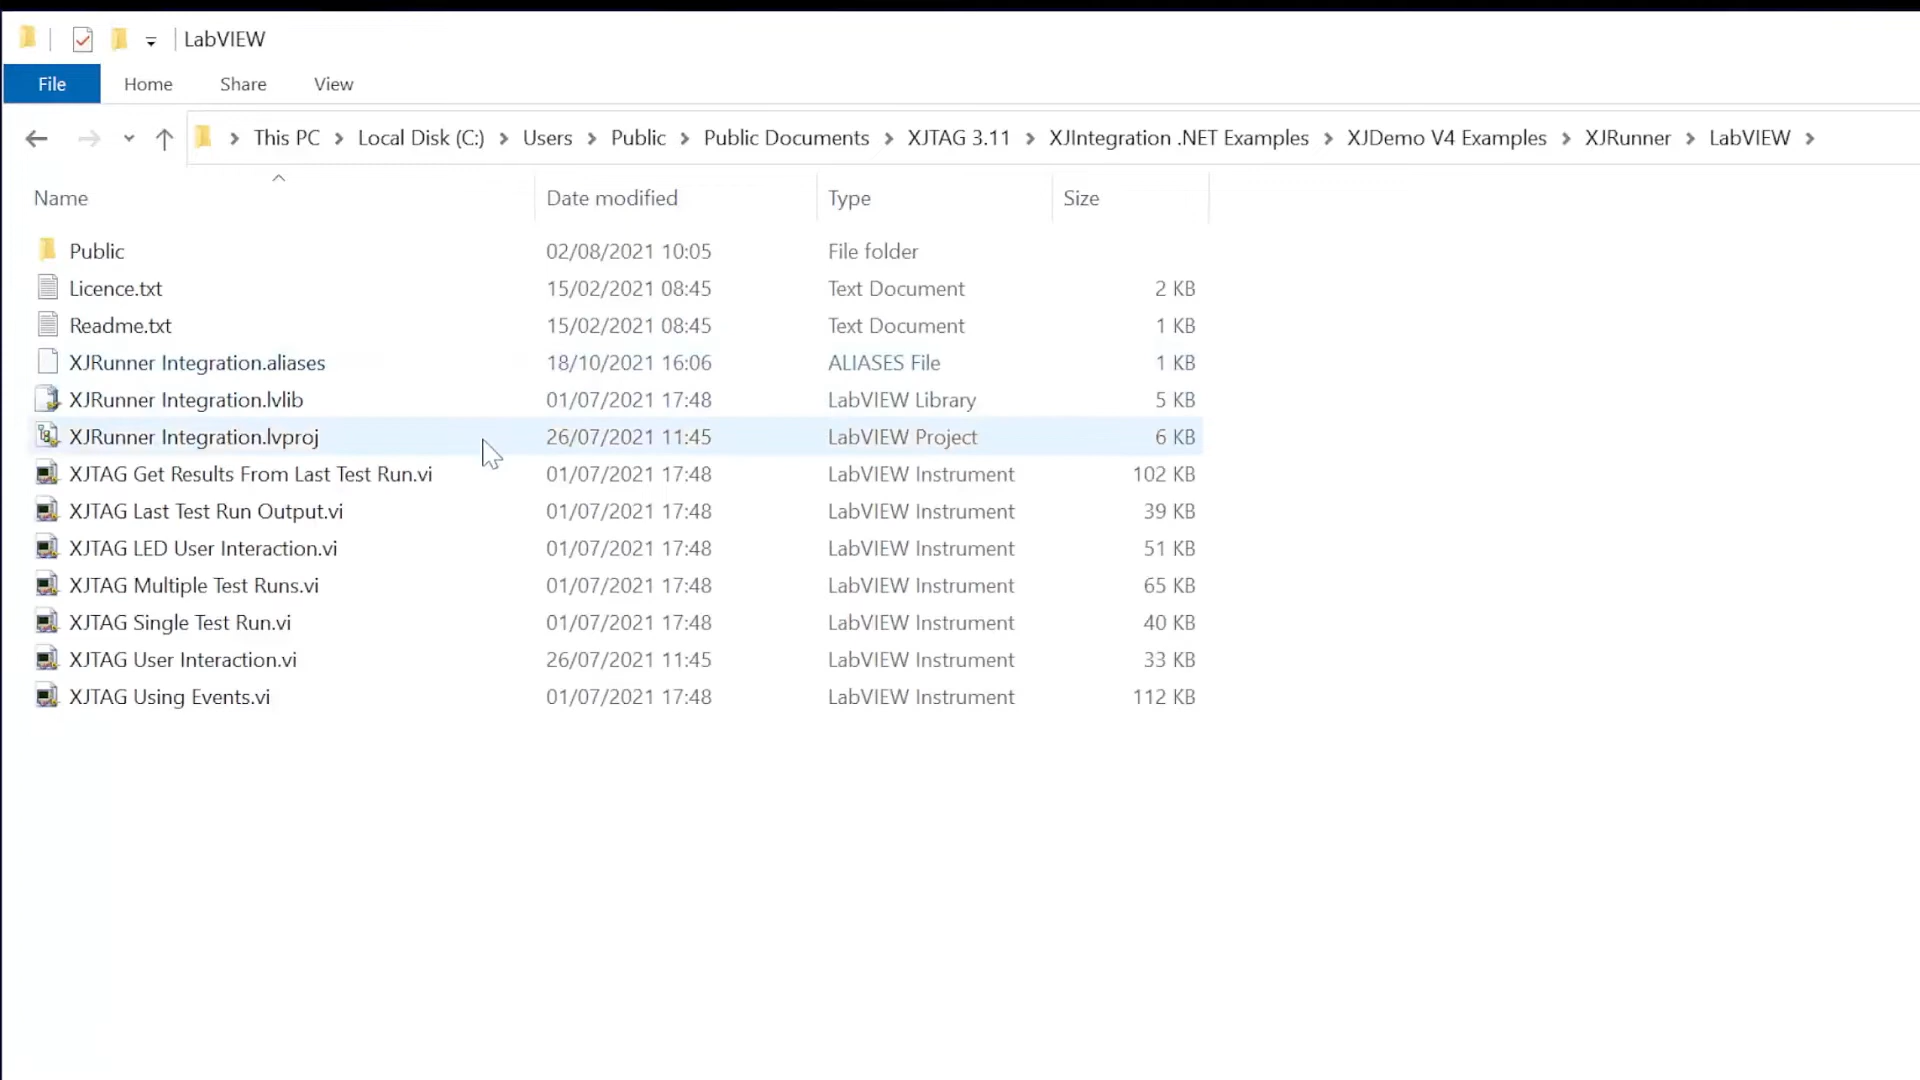 LabVIEW
File Home Share View
This PC Local Disk (C:) Users Public Public Documents XJTAG 3.11 XJIntegration .NET Examples XJDemo V4 Examples XJRunner LabVIEW
Name Date modified Type Size
Public 02/08/2021 10:05 File folder
Licence.txt 15/02/2021 08:45 Text Document 2 KB
Readme.txt 15/02/2021 08:45 Text Document 1 KB
XJRunner Integration.aliases 18/10/2021 16:06 ALIASES File 1 KB
XJRunner Integration.lvlib 01/07/2021 17:48 LabVIEW Library 5 KB
XJRunner Integration.lvproj 26/07/2021 11:45 LabVIEW Project 6 KB
XJTAG Get Results From Last Test Run.vi 01/07/2021 17:48 LabVIEW Instrument 102 KB
XJTAG Last Test Run Output.vi 01/07/2021 17:48 LabVIEW Instrument 39 KB
XJTAG LED User Interaction.vi 01/07/2021 17:48 LabVIEW Instrument 51 KB
XJTAG Multiple Test Runs.vi 01/07/2021 17:48 LabVIEW Instrument 65 KB
XJTAG Single Test Run.vi 01/07/2021 17:48 LabVIEW Instrument 40 KB
XJTAG User Interaction.vi 26/07/2021 11:45 LabVIEW Instrument 33 KB
XJTAG Using Events.vi 01/07/2021 17:48 LabVIEW Instrument 112 KB